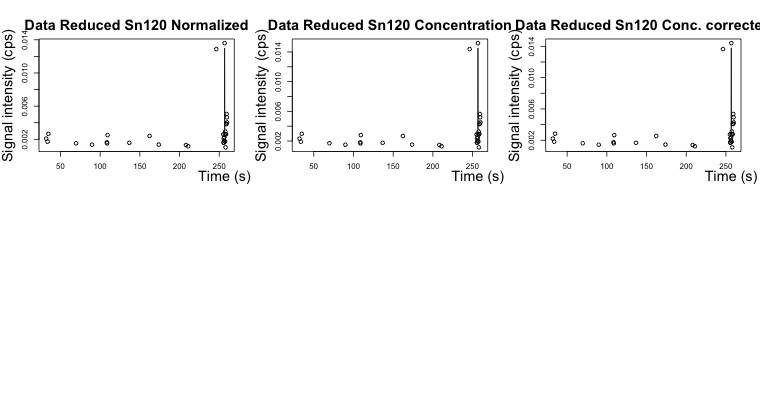 Data Reduced Sn120 Normalized
Signal intensity (cps)
0.002 0.006 0.010 0.014
50 100 150 200 250
Time (s)
Data Reduced Sn120 Concentration
Signal intensity (cps)
0.002 0.006 0.010 0.014
50 100 150 200 250
Time (s)
Data Reduced Sn120 Conc. correcte
Signal intensity (cps)
0.002 0.006 0.010 0.014
50 100 150 200 250
Time (s)